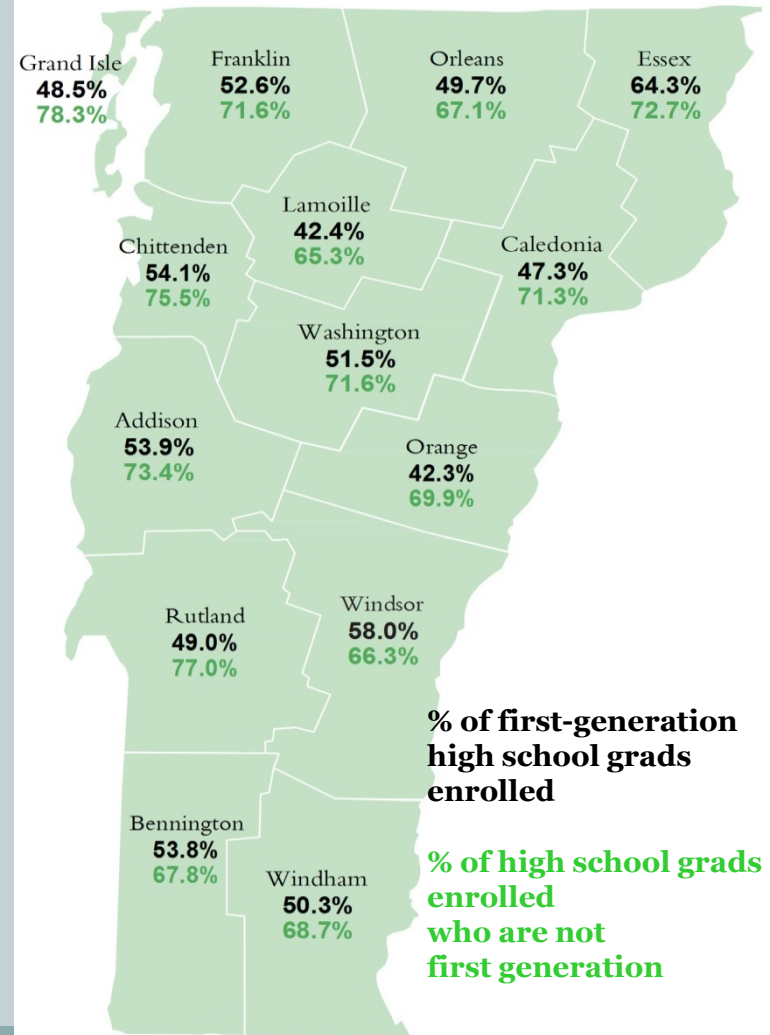 Grand Isle
48.5%
78.3%
Franklin
52.6%
71.6%
Orleans
49.7%
67.1%
Essex
64.3%
72.7%
Lamoille
42.4%
65.3%
Chittenden
54.1%
75.5%
Caledonia
47.3%
71.3%
Washington
51.5%
71.6%
Addison
53.9%
73.4%
Orange
42.3%
69.9%
Rutland
49.0%
77.0%
Windsor
58.0%
66.3%
Bennington
53.8%
67.8%
Windham
50.3%
68.7%
% of first-generation
high school grads
enrolled
% of high school grads
enrolled
who are not
first generation